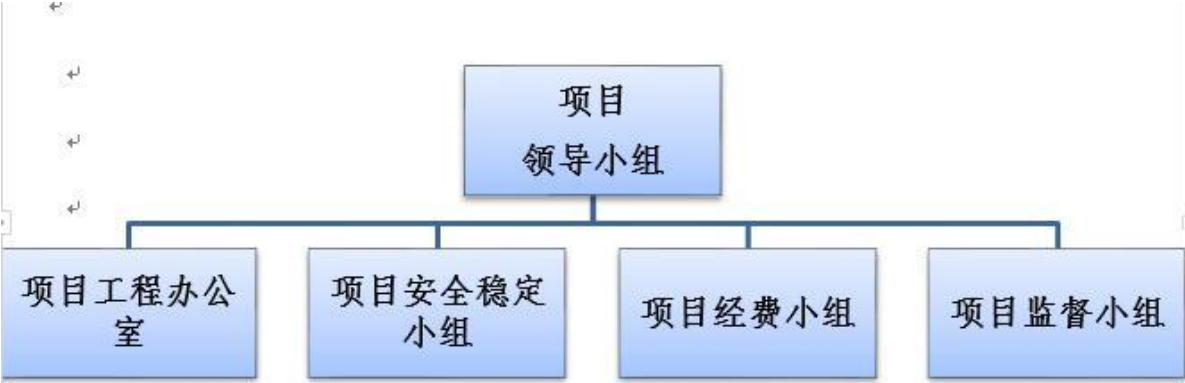 项目
领导小组
项目工程办公
室
项目安全稳定
小组
项目经费小组
项目监督小组